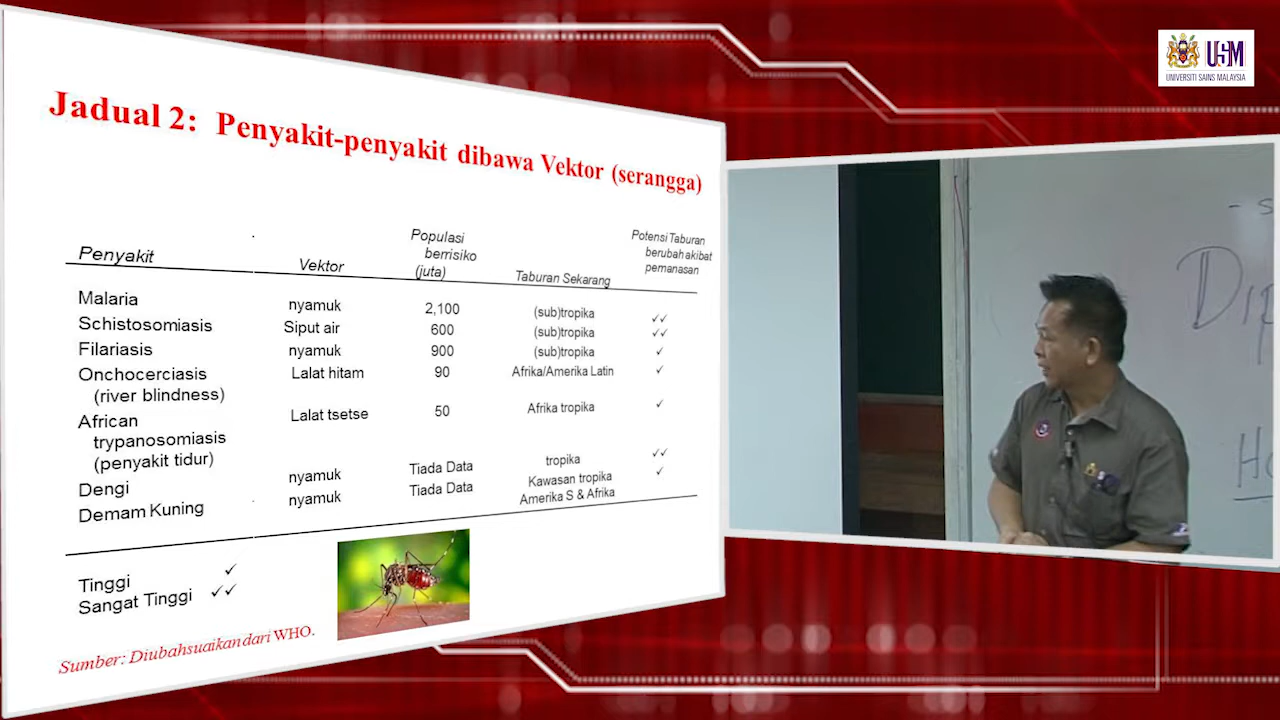 USM
UNIVERSITI SAINS MALAYSIA
Jadual 2: Penyakit-penyakit dibawa Vektor (serangga)
Penyakit Vektor Populasi berrisiko (juta) Taburan Sekarang Potensi Taburan berubah akibat pemanasan
Malaria nyamuk 2,100 (sub)tropika ✓✓
Schistosomiasis Siput air 600 (sub)tropika ✓✓
Filariasis nyamuk 900 (sub)tropika ✓
Onchocerciasis Lalat hitam 90 Afrika/Amerika Latin ✓
(river blindness)
African Lalat tsetse 50 Afrika tropika ✓
trypanosomiasis
(penyakit tidur)
Dengi nyamuk Tiada Data tropika ✓✓
Demam Kuning nyamuk Tiada Data Kawasan tropika ✓
Amerika S & Afrika
Tinggi ✓
Sangat Tinggi ✓✓
Sumber: Diubahsuaikan dari WHO.